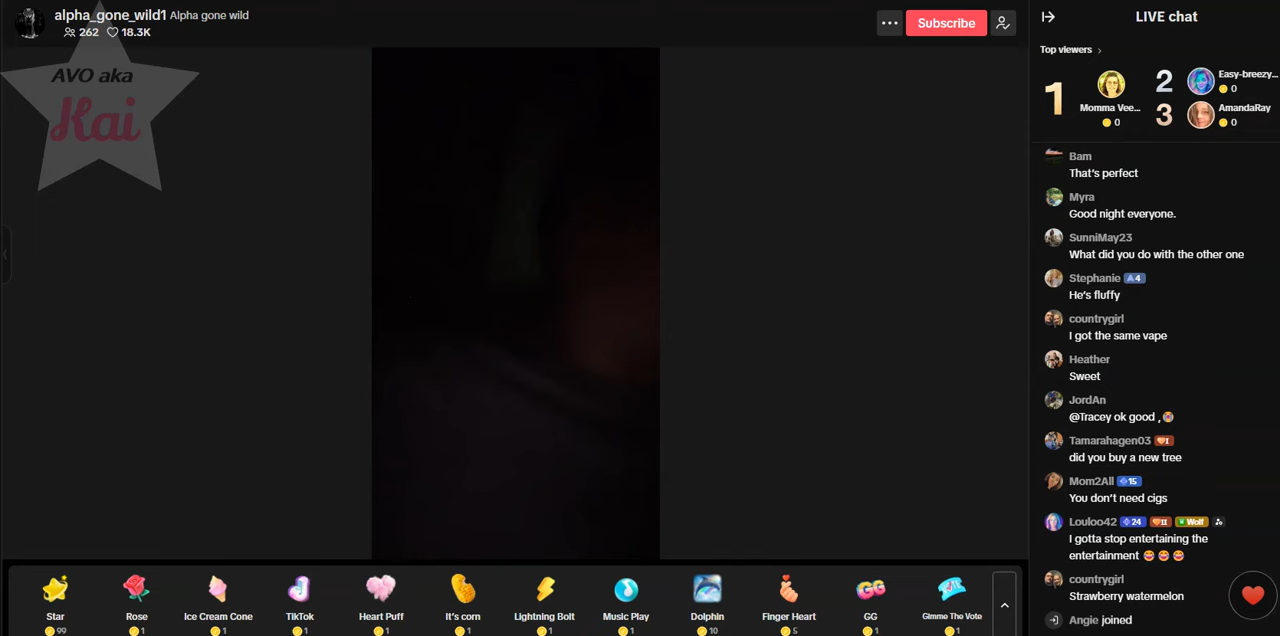 alpha_gone_wild1 Alpha gone wild
262 18.3K
AVO aka
Kai
Subscribe
LIVE chat
Top viewers
1 Momma Vee... 0
2 Easy-breezy... 0
3 AmandaRay 0
Bam
That's perfect
Myra
Good night everyone.
SunniMay23
What did you do with the other one
Stephanie 4
He's fluffy
countrygirl
I got the same vape
Heather
Sweet
JordAn
@Tracey ok good ,
Tamarahagen03 1
did you buy a new tree
Mom2All 15
You don't need cigs
Louloo42 24 II Wolf
I gotta stop entertaining the
entertainment 😂 😂 😂
countrygirl
Strawberry watermelon
Angie joined
Star Rose Ice Cream Cone TikTok Heart Puff It's corn Lightning Bolt Music Play Dolphin Finger Heart GG Gimme The Vote
99 1 1 1 1 1 1 1 10 5 1 1